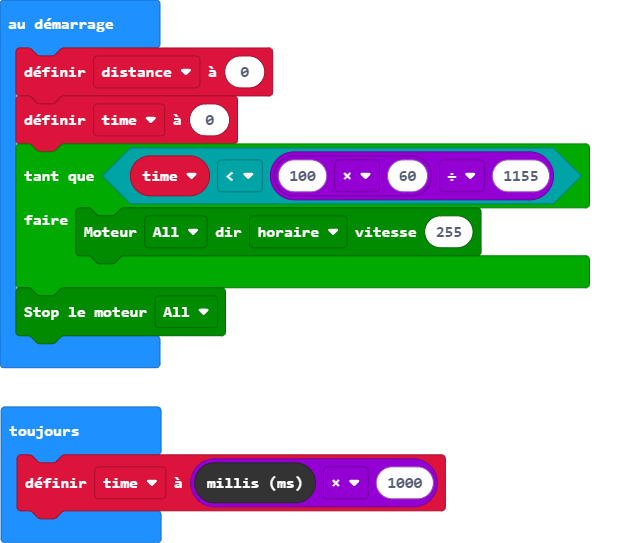 au démarrage
définir distance à 0
définir time à 0
tant que time < 100 × 60 ÷ 1155
faire
Moteur All dir horaire vitesse 255
Stop le moteur All
toujours
définir time à millis (ms) × 1000